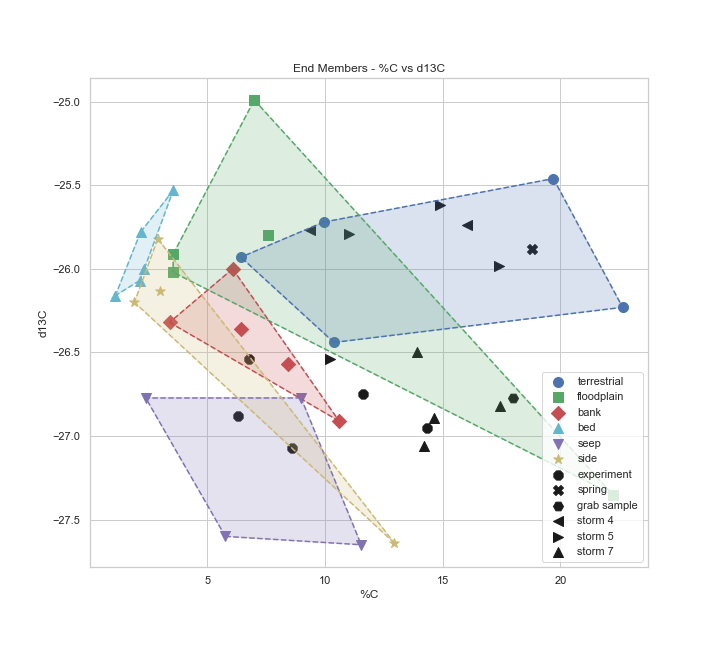 End Members - %C vs d13C
d13C
−25.0
−25.5
−26.0
−26.5
−27.0
−27.5
5
10
15
20
%C
terrestrial
floodplain
bank
bed
seep
side
experiment
spring
grab sample
storm 4
storm 5
storm 7